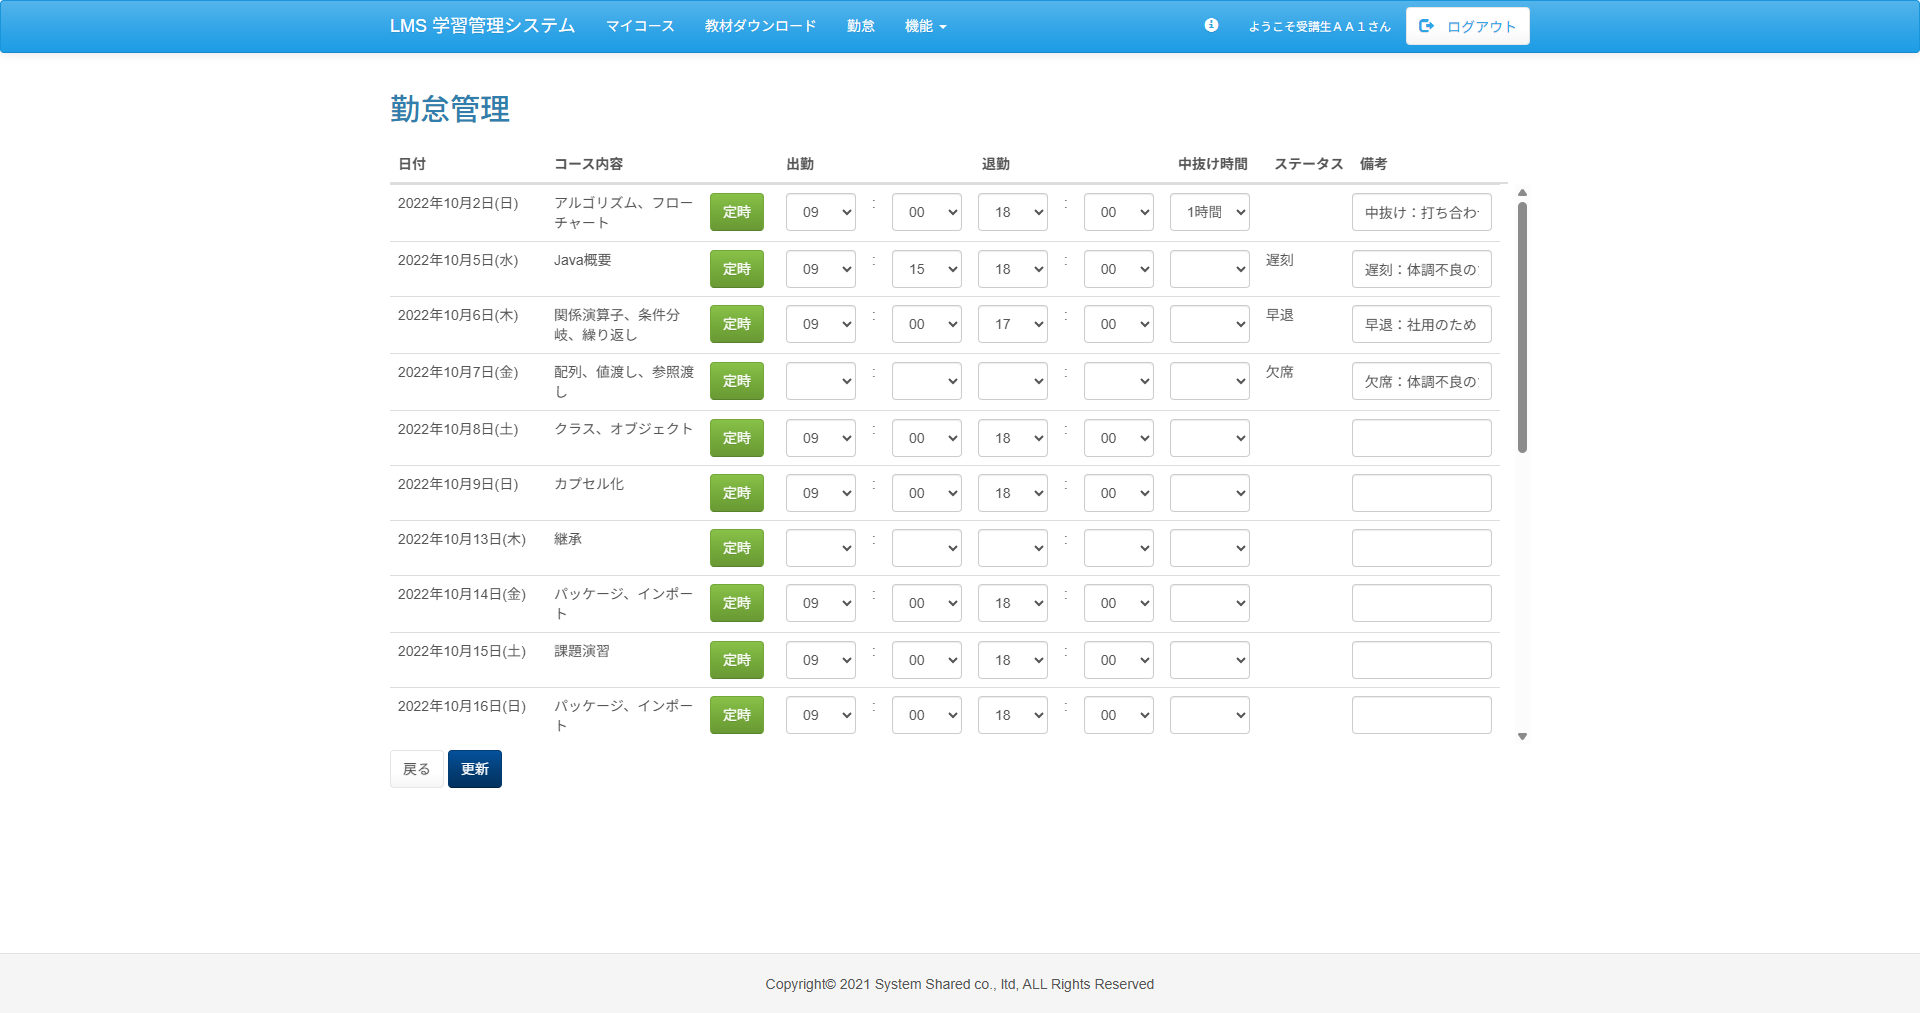 LMS 学習管理システム マイコース 教材ダウンロード 勤怠 機能 ようこそ受講生ＡＡ１さん ログアウト
勤怠管理
日付 コース内容 出勤 退勤 中抜け時間 ステータス 備考
2022年10月2日(日) アルゴリズム、フロー
チャート 定時 09 : 00 18 : 00 1時間 中抜け：打ち合わ
2022年10月5日(水) Java概要 定時 09 : 15 18 : 00 遅刻 遅刻：体調不良の
2022年10月6日(木) 関係演算子、条件分
岐、繰り返し 定時 09 : 00 17 : 00 早退 早退：社用のため
2022年10月7日(金) 配列、値渡し、参照渡
し 定時 : : 欠席 欠席：体調不良の
2022年10月8日(土) クラス、オブジェクト 定時 09 : 00 18 : 00
2022年10月9日(日) カプセル化 定時 09 : 00 18 : 00
2022年10月13日(木) 継承 定時 : :
2022年10月14日(金) パッケージ、インポー
ト 定時 09 : 00 18 : 00
2022年10月15日(土) 課題演習 定時 09 : 00 18 : 00
2022年10月16日(日) パッケージ、インポー
ト 定時 09 : 00 18 : 00
戻る 更新
Copyright© 2021 System Shared co., ltd, ALL Rights Reserved